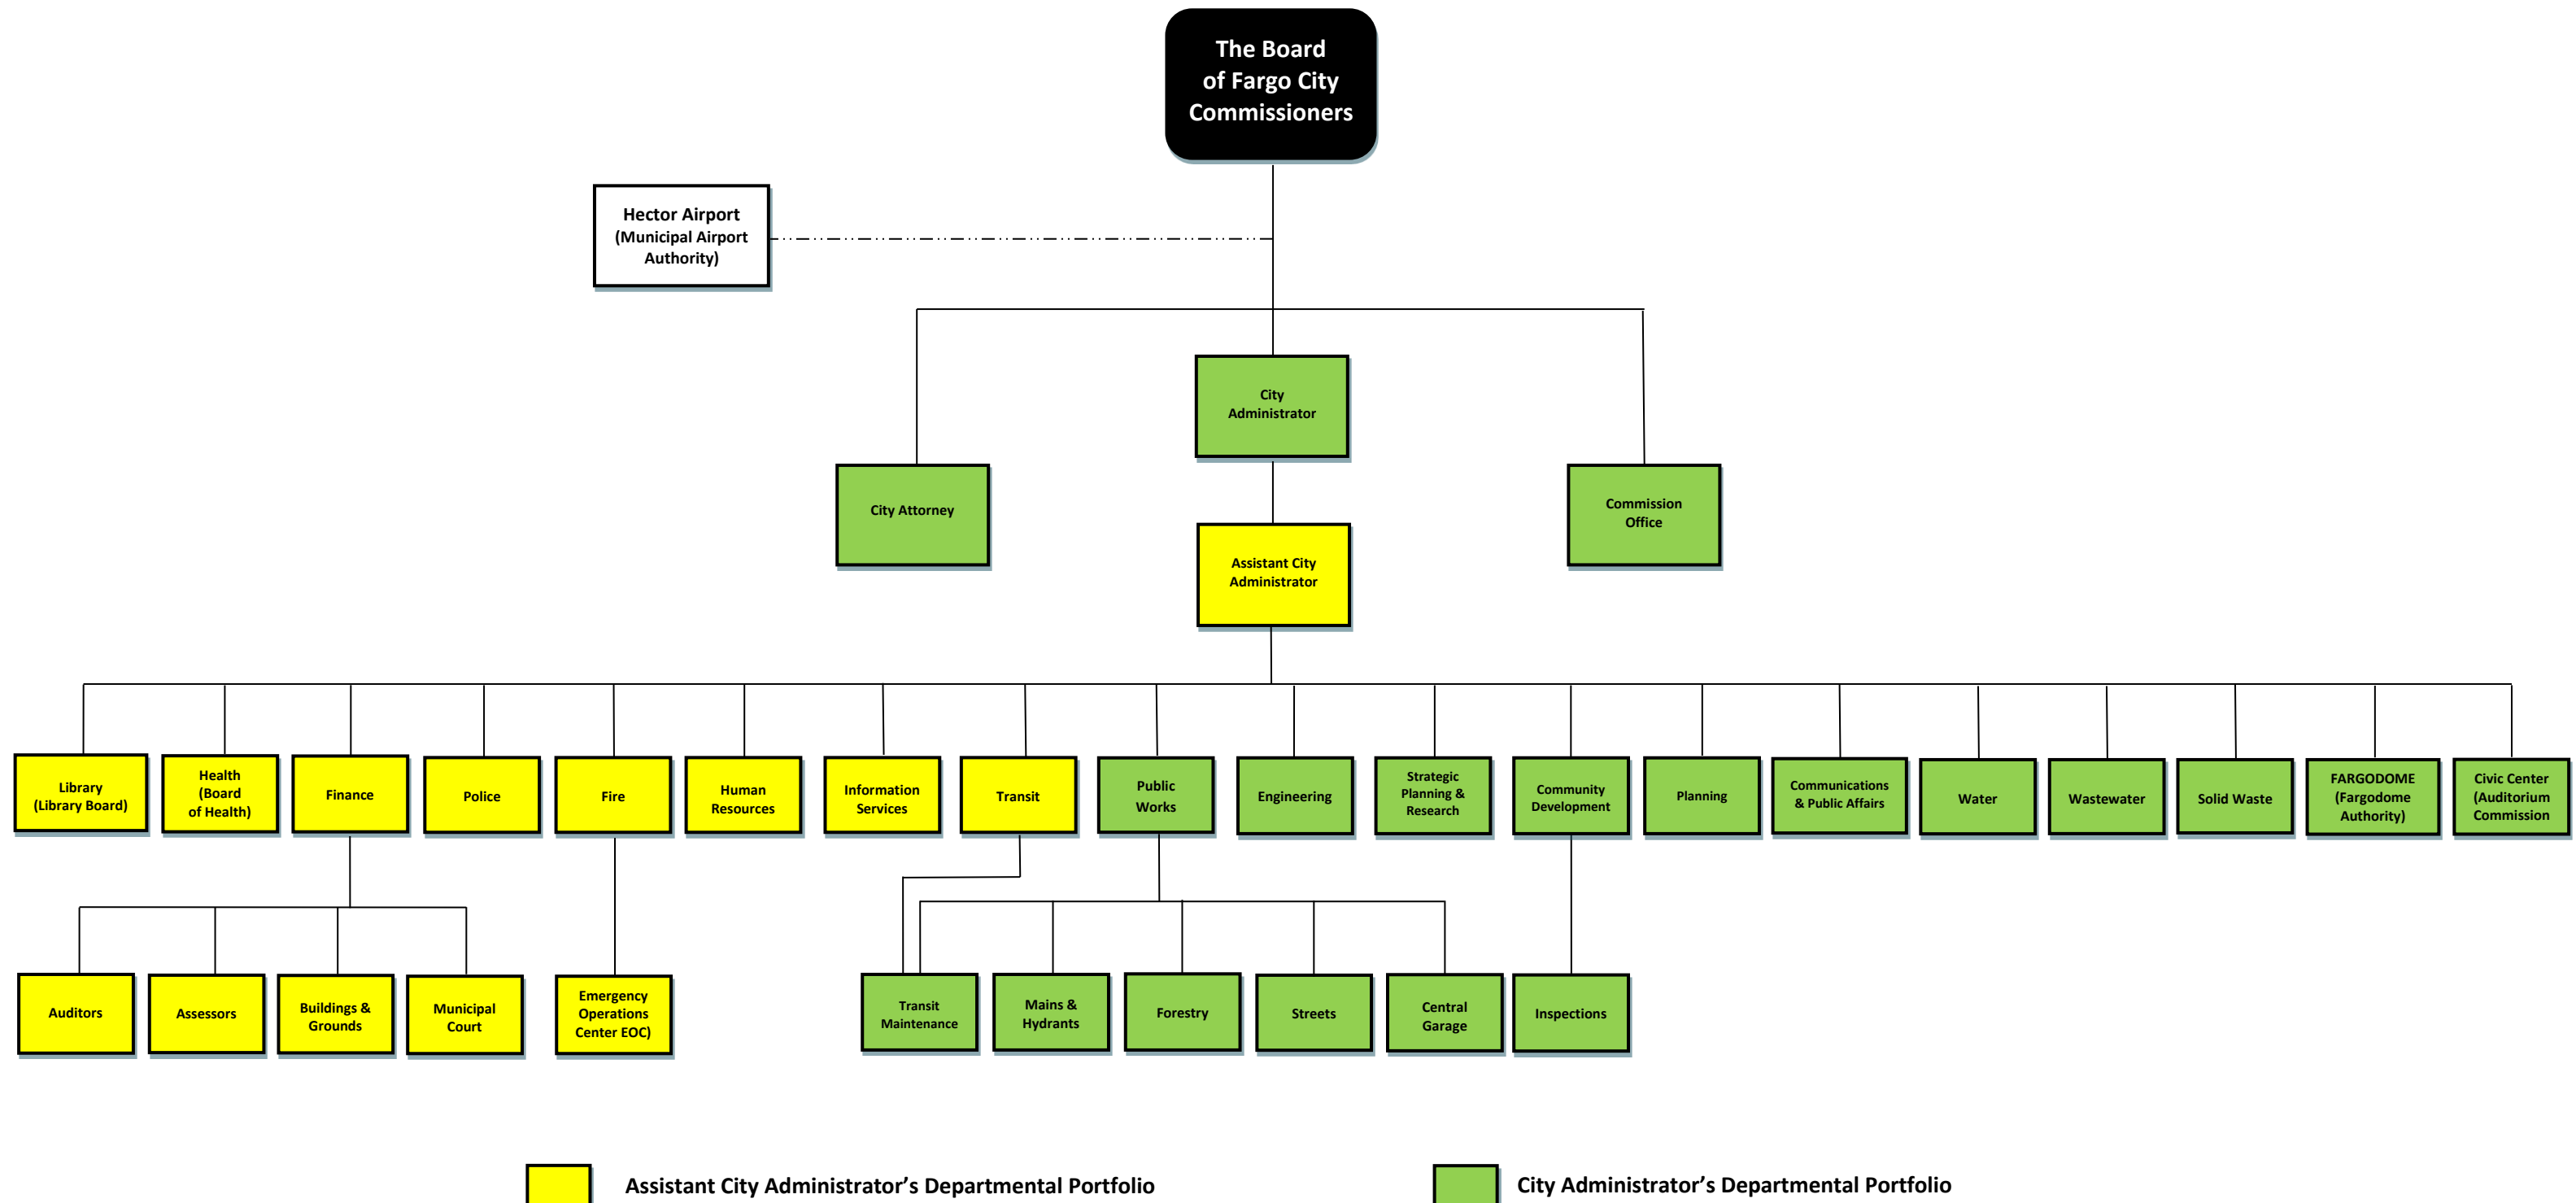 The Board
of Fargo City
Commissioners
Hector Airport
(Municipal Airport
Authority)
City
Administrator
City Attorney
Commission
Office
Assistant City
Administrator
Library
(Library Board)
Health
(Board
of Health)
Finance
Police
Fire
Human
Resources
Information
Services
Transit
Public
Works
Engineering
Strategic
Planning &
Research
Community
Development
Planning
Communications
& Public Affairs
Water
Wastewater
Solid Waste
FARGODOME
(Fargodome
Authority)
Civic Center
(Auditorium
Commission
Auditors
Assessors
Buildings &
Grounds
Municipal
Court
Emergency
Operations
Center EOC)
Transit
Maintenance
Mains &
Hydrants
Forestry
Streets
Central
Garage
Inspections
Assistant City Administrator’s Departmental Portfolio
City Administrator’s Departmental Portfolio